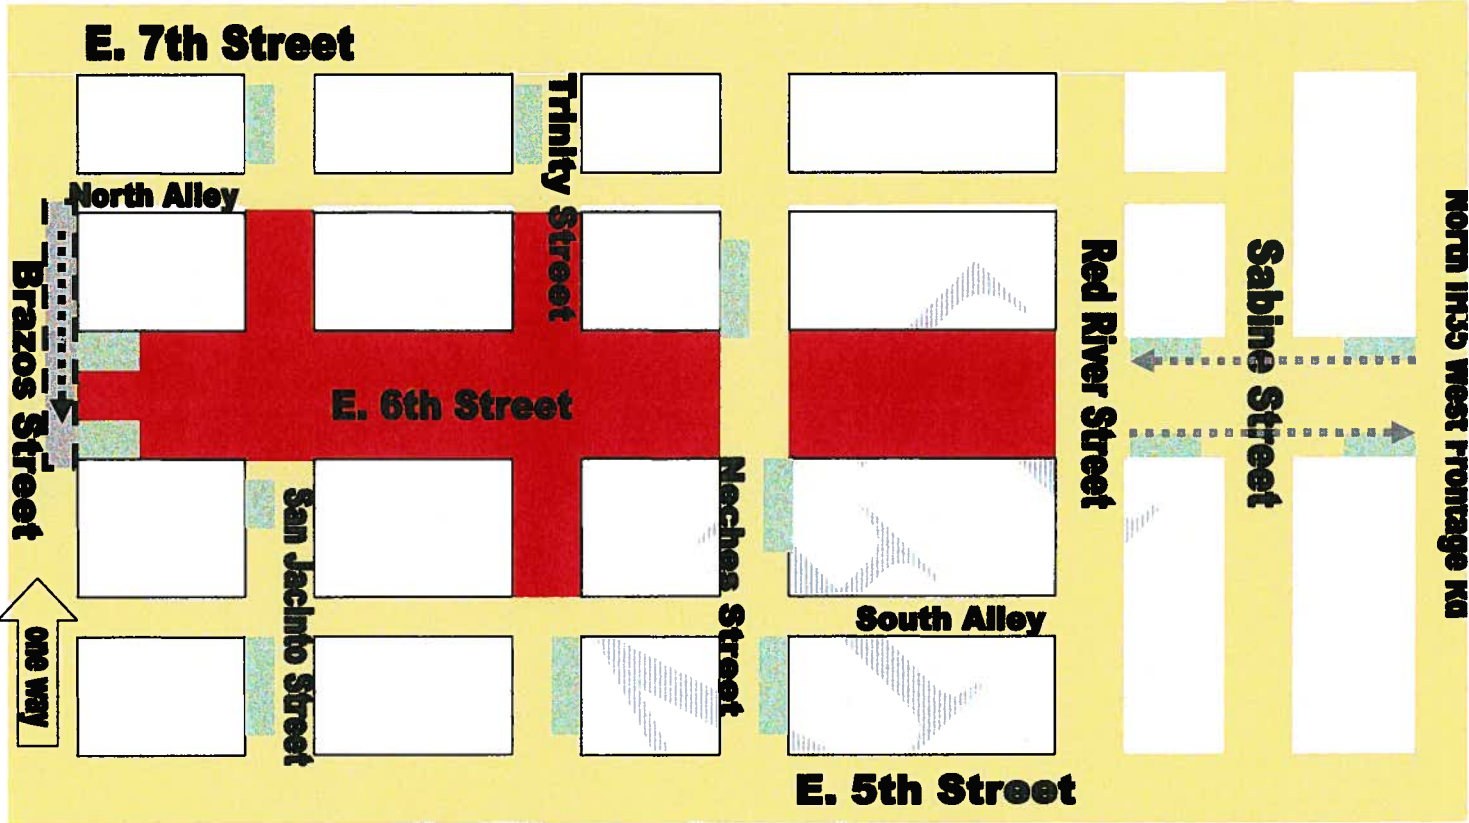 E. 7th Street
Trinity Street
North Alley
Brazos Street
E. 6th Street
Red River Street
Sabine Street
North IH35 West Frontage Rd
San Jacinto Street
Neches Street
South Alley
one way
E. 5th Street